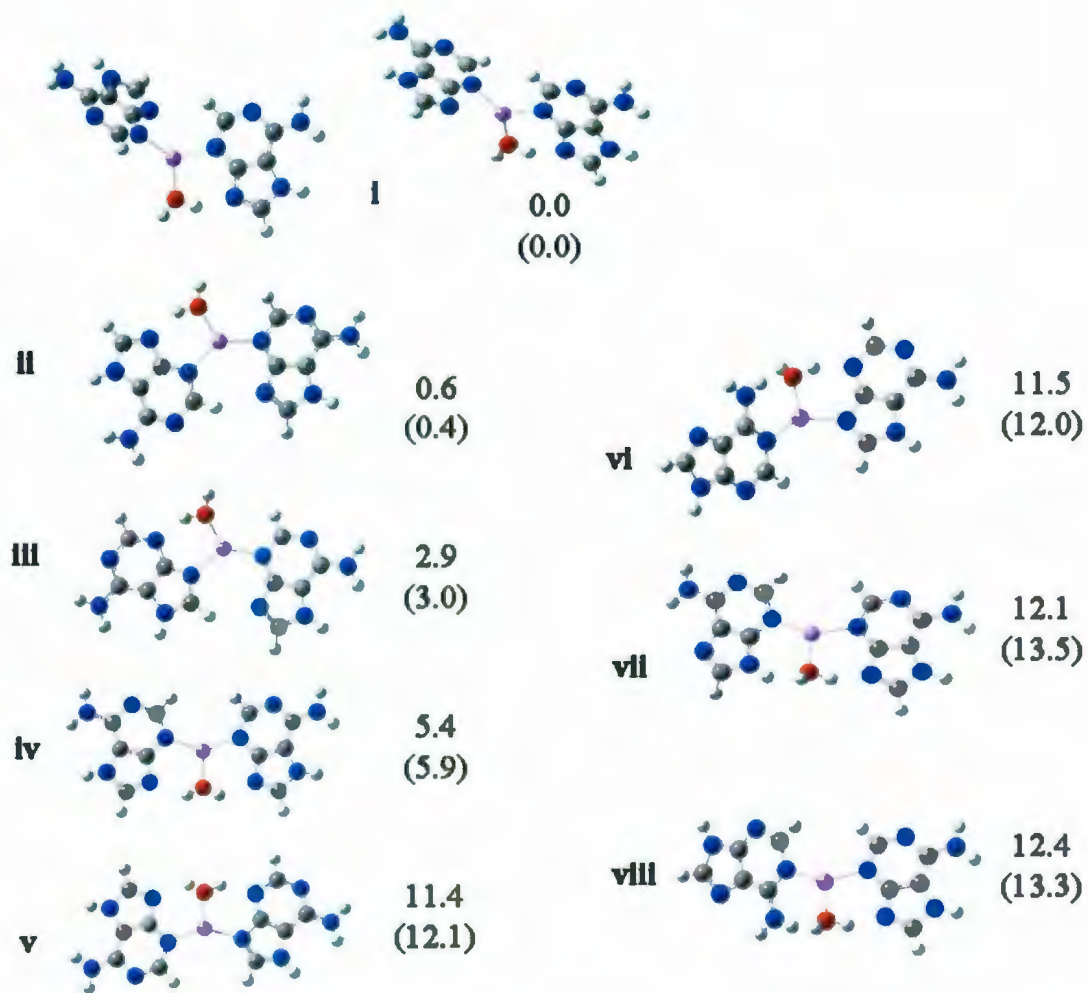 i
0.0
(0.0)
ii
0.6
(0.4)
iii
2.9
(3.0)
iv
5.4
(5.9)
v
11.4
(12.1)
vi
11.5
(12.0)
vii
12.1
(13.5)
viii
12.4
(13.3)